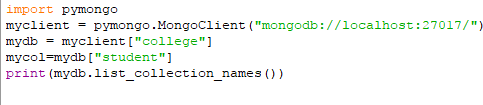 import pymongo
myclient = pymongo.MongoClient("mongodb://localhost:27017/")
mydb = myclient["college"]
mycol=mydb["student"]
print(mydb.list_collection_names())